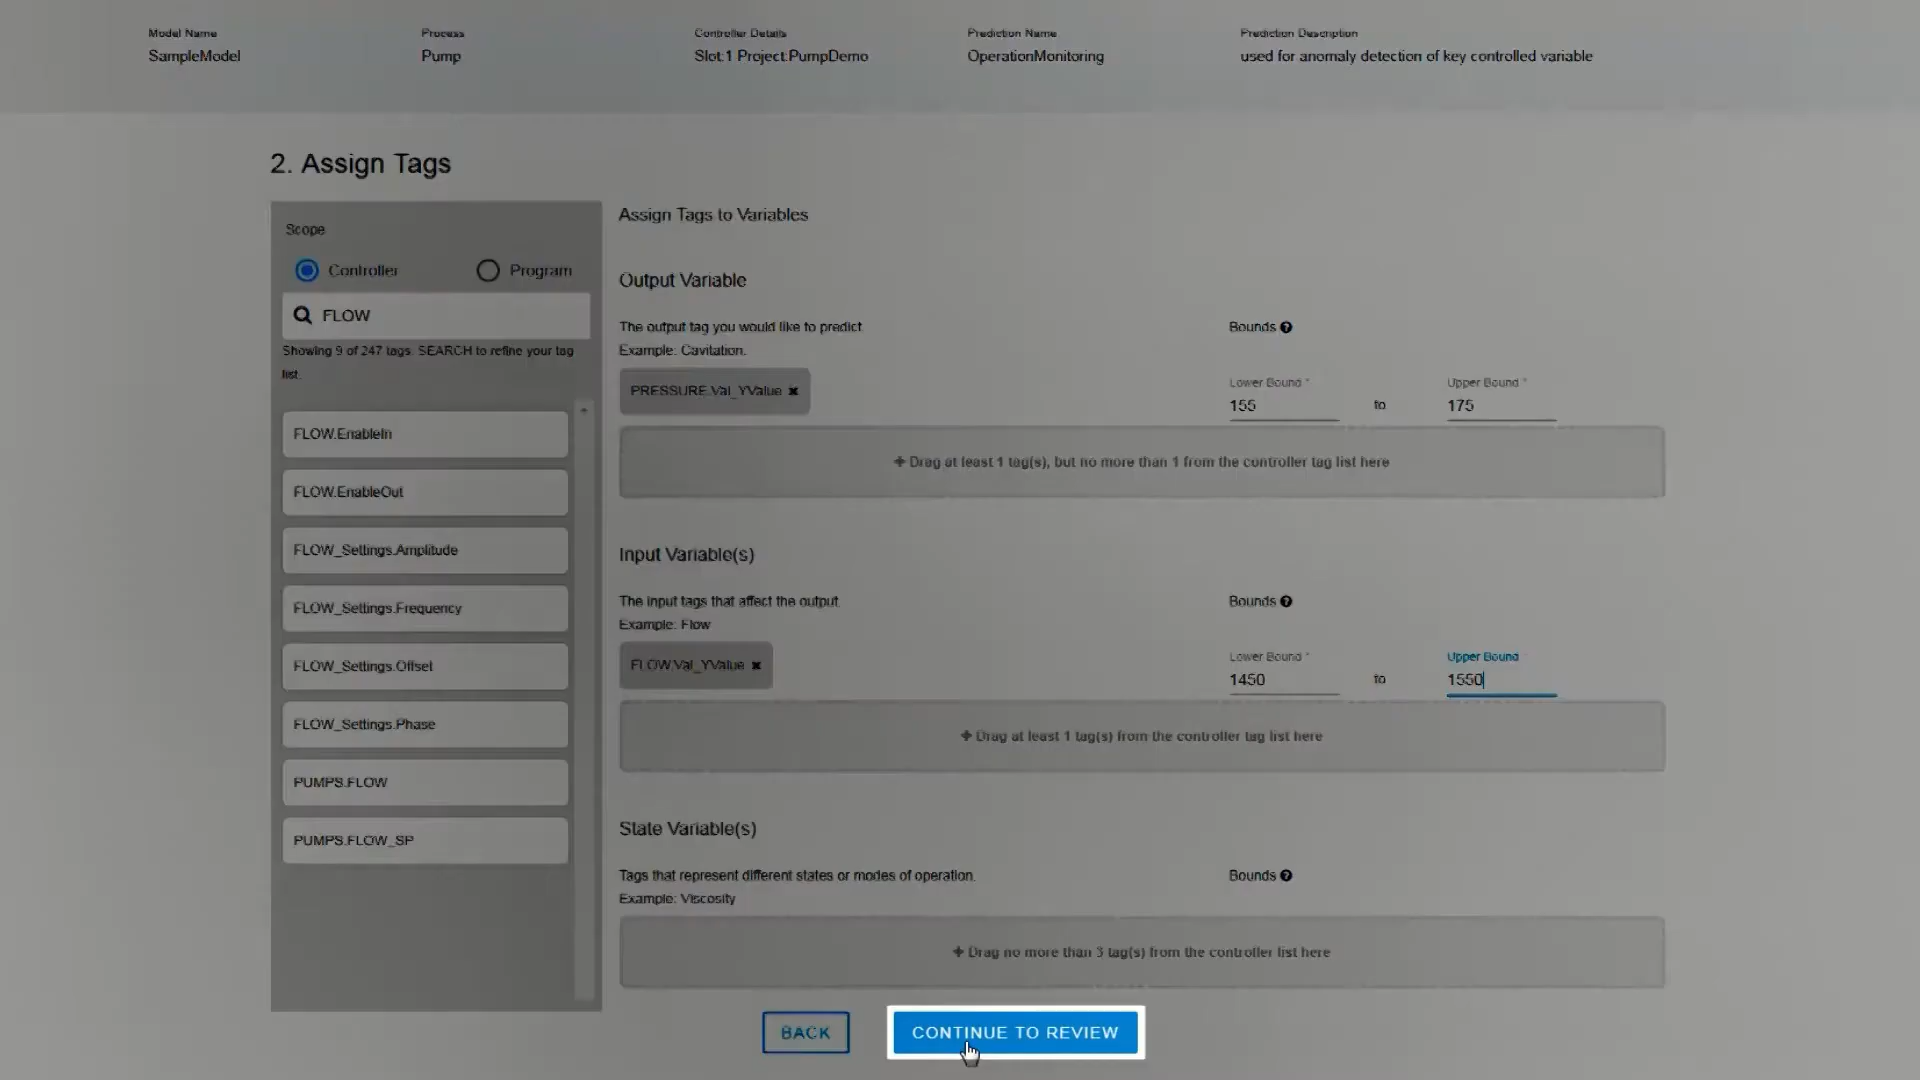 Model Name
SampleModel
Process
Pump
Controller Details
Slot:1 Project:PumpDemo
Prediction Name
OperationMonitoring
Prediction Description
used for anomaly detection of key controlled variable
2. Assign Tags
Scope
Controller
Program
FLOW
Showing 9 of 247 tags. SEARCH to refine your tag
list.
FLOW.EnableIn
FLOW.EnableOut
FLOW_Settings.Amplitude
FLOW_Settings.Frequency
FLOW_Settings.Offset
FLOW_Settings.Phase
PUMPS.FLOW
PUMPS.FLOW_SP
Assign Tags to Variables
Output Variable
The output tag you would like to predict.
Example: Cavitation.
Bounds ?
PRESSURE.Val_YValue ✖
Lower Bound *
155
to
Upper Bound *
175
+ Drag at least 1 tag(s), but no more than 1 from the controller tag list here
Input Variable(s)
The input tags that affect the output.
Example: Flow
Bounds ?
FLOW.Val_YValue ✖
Lower Bound *
1450
to
Upper Bound
1550
+ Drag at least 1 tag(s) from the controller tag list here
State Variable(s)
Tags that represent different states or modes of operation.
Example: Viscosity
Bounds ?
+ Drag no more than 3 tag(s) from the controller list here
BACK
CONTINUE TO REVIEW